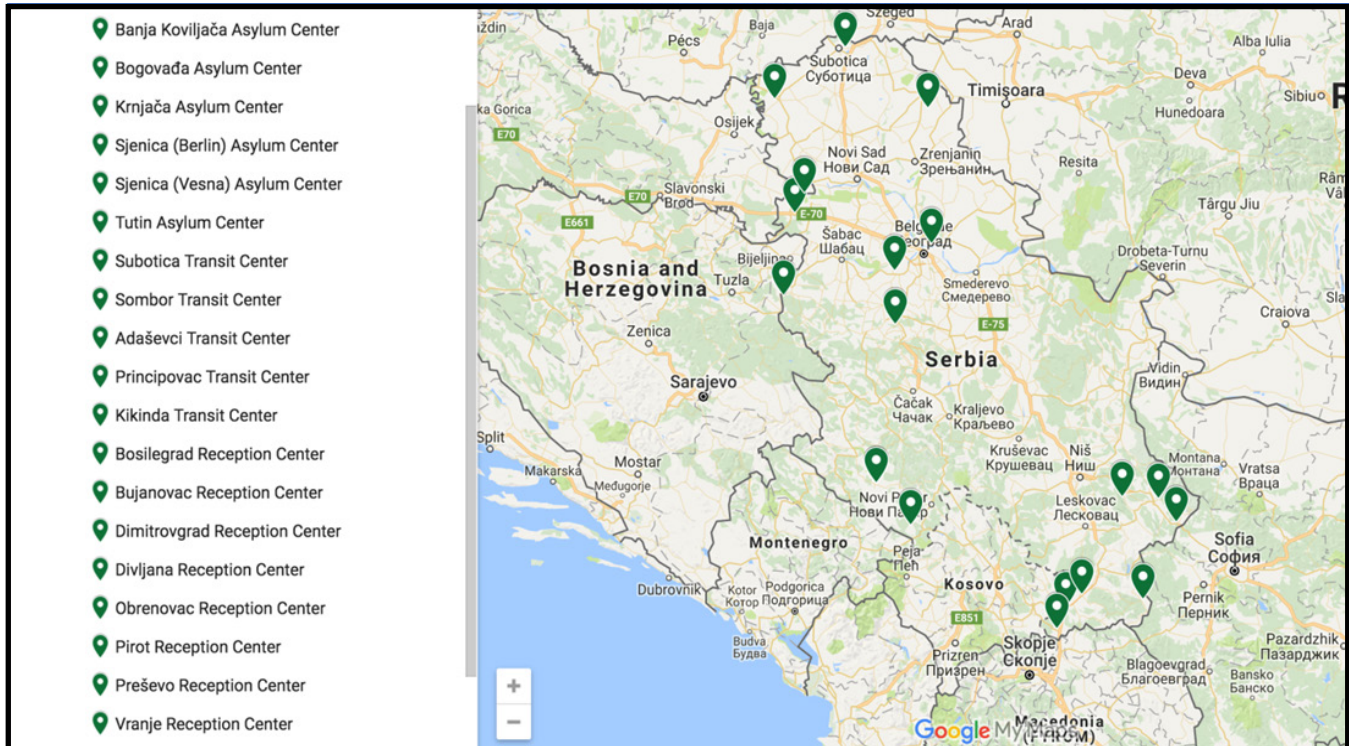 Banja Koviljača Asylum Center
Bogovađa Asylum Center
Krnjača Asylum Center
Sjenica (Berlin) Asylum Center
Sjenica (Vesna) Asylum Center
Tutin Asylum Center
Subotica Transit Center
Sombor Transit Center
Adaševci Transit Center
Principovac Transit Center
Kikinda Transit Center
Bosilegrad Reception Center
Bujanovac Reception Center
Dimitrovgrad Reception Center
Divljana Reception Center
Obrenovac Reception Center
Pirot Reception Center
Preševo Reception Center
Vranje Reception Center
Szeged
Baja
Arad
Pécs
Alba Iulia
Subotica
Суботица
Deva
Timișoara
Hunedoara
Sibiu
Osijek
E70
Novi Sad
Нови Сад
Zrenjanin
Зрењанин
Resita
E70
Slavonski
Brod
E-70
Târgu Jiu
E661
Šabac
Шабац
Drobeta-Turnu
Severin
Bosnia and
Herzegovina
Bijeljina
Tuzla
Smederevo
Смедерево
Craiova
E-75
Zenica
Serbia
Vidin
Видин
Sarajevo
Čačak
Чачак
Kraljevo
Краљево
Split
Kruševac
Крушевац
Niš
Ниш
Montana
Монтана
Vratsa
Враца
Makarska
Mostar
Međugorje
Leskovac
Лесковац
Sofia
София
Montenegro
Peja
Пећ
Kosovo
Dubrovnik
Kotor
Котор
Podgorica
Подгорица
Pernik
Перник
E851
Budva
Будва
Prizren
Призрен
Skopje
Скопје
Blagoevgrad
Благоевград
Pazardzhik
Пазарджик
Bansko
Банско
+
−
Google My Maps
Macedonia
(FYROM)